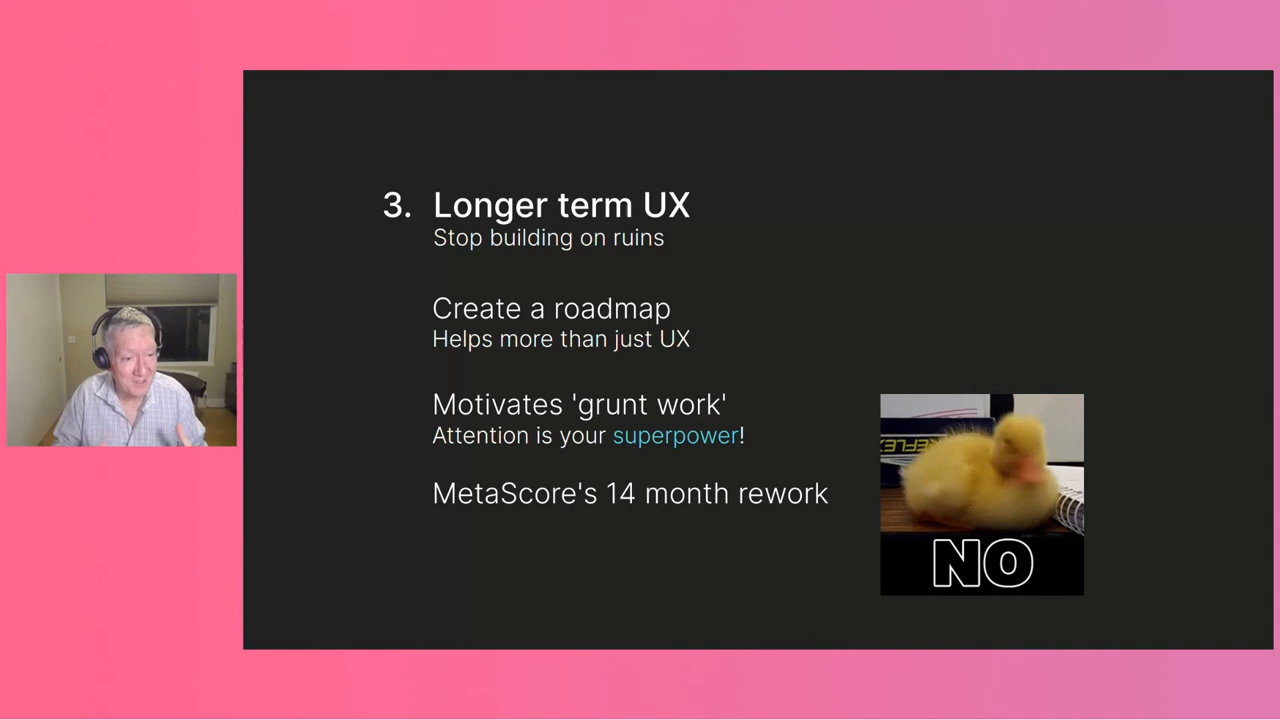 3. Longer term UX
Stop building on ruins
Create a roadmap
Helps more than just UX
Motivates 'grunt work'
Attention is your superpower!
MetaScore's 14 month rework
REFLEX
NO